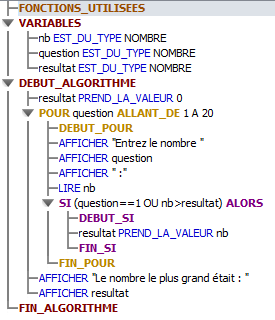 FONCTIONS_UTILISEES
VARIABLES
nb EST_DU_TYPE NOMBRE
question EST_DU_TYPE NOMBRE
resultat EST_DU_TYPE NOMBRE
DEBUT_ALGORITHME
resultat PREND_LA_VALEUR 0
POUR question ALLANT_DE 1 A 20
DEBUT_POUR
AFFICHER "Entrez le nombre "
AFFICHER question
AFFICHER " :"
LIRE nb
SI (question==1 OU nb>resultat) ALORS
DEBUT_SI
resultat PREND_LA_VALEUR nb
FIN_SI
FIN_POUR
AFFICHER "Le nombre le plus grand était : "
AFFICHER resultat
FIN_ALGORITHME